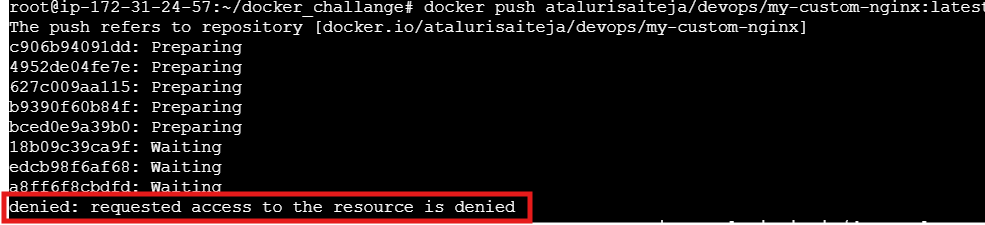 root@ip-172-31-24-57:~/docker_challange# docker push atalurisaiteja/devops/my-custom-nginx:latest
The push refers to repository [docker.io/atalurisaiteja/devops/my-custom-nginx]
c906b94091dd: Preparing
4952de04fe7e: Preparing
627c009aa115: Preparing
b9390f60b84f: Preparing
bced0e9a39b0: Preparing
18b09c39ca9f: Waiting
edcb98f6af68: Waiting
a8ff6f8cbdfd: Waiting
denied: requested access to the resource is denied